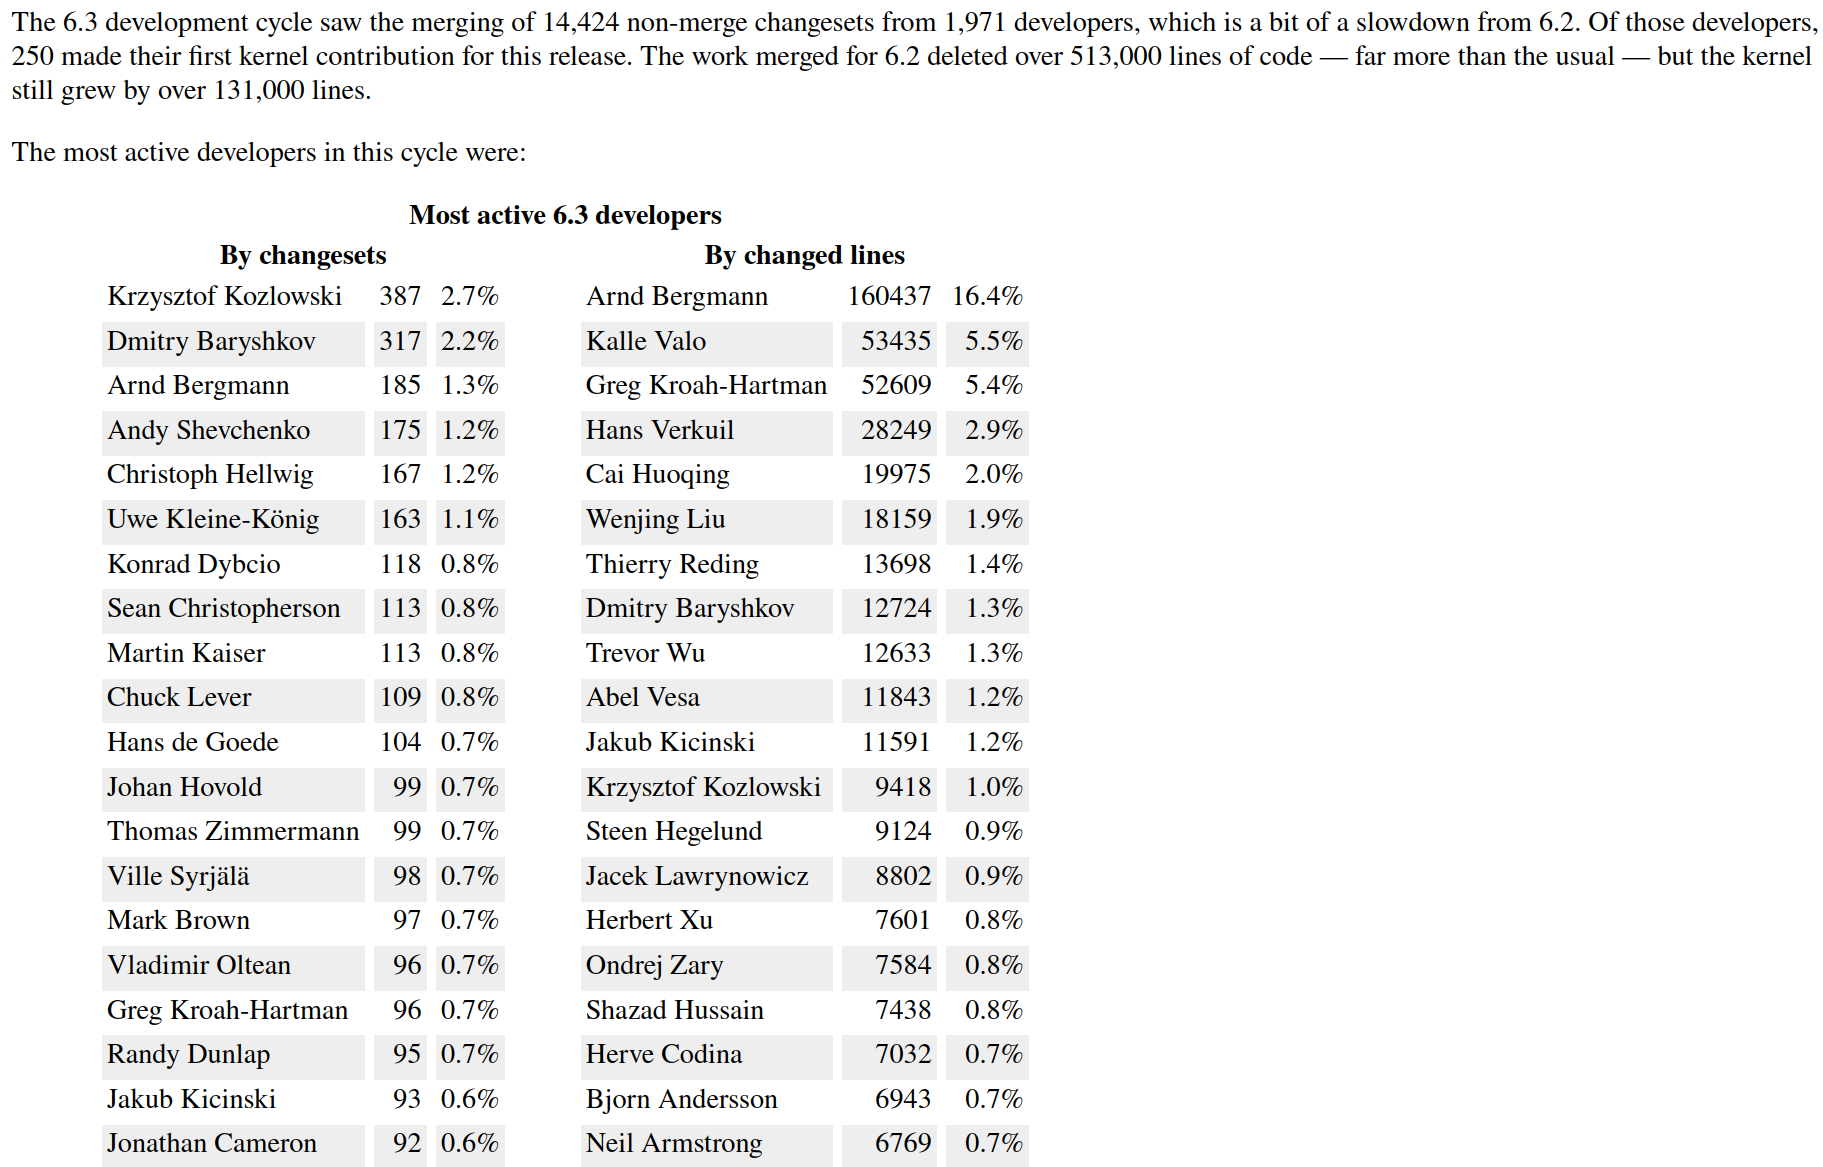 The 6.3 development cycle saw the merging of 14,424 non-merge changesets from 1,971 developers, which is a bit of a slowdown from 6.2. Of those developers,
250 made their first kernel contribution for this release. The work merged for 6.2 deleted over 513,000 lines of code — far more than the usual — but the kernel
still grew by over 131,000 lines.
The most active developers in this cycle were:
Most active 6.3 developers
By changesets By changed lines
Krzysztof Kozlowski 387 2.7% Arnd Bergmann 160437 16.4%
Dmitry Baryshkov 317 2.2% Kalle Valo 53435 5.5%
Arnd Bergmann 185 1.3% Greg Kroah-Hartman 52609 5.4%
Andy Shevchenko 175 1.2% Hans Verkuil 28249 2.9%
Christoph Hellwig 167 1.2% Cai Huoqing 19975 2.0%
Uwe Kleine-König 163 1.1% Wenjing Liu 18159 1.9%
Konrad Dybcio 118 0.8% Thierry Reding 13698 1.4%
Sean Christopherson 113 0.8% Dmitry Baryshkov 12724 1.3%
Martin Kaiser 113 0.8% Trevor Wu 12633 1.3%
Chuck Lever 109 0.8% Abel Vesa 11843 1.2%
Hans de Goede 104 0.7% Jakub Kicinski 11591 1.2%
Johan Hovold 99 0.7% Krzysztof Kozlowski 9418 1.0%
Thomas Zimmermann 99 0.7% Steen Hegelund 9124 0.9%
Ville Syrjälä 98 0.7% Jacek Lawrynowicz 8802 0.9%
Mark Brown 97 0.7% Herbert Xu 7601 0.8%
Vladimir Oltean 96 0.7% Ondrej Zary 7584 0.8%
Greg Kroah-Hartman 96 0.7% Shazad Hussain 7438 0.8%
Randy Dunlap 95 0.7% Herve Codina 7032 0.7%
Jakub Kicinski 93 0.6% Bjorn Andersson 6943 0.7%
Jonathan Cameron 92 0.6% Neil Armstrong 6769 0.7%